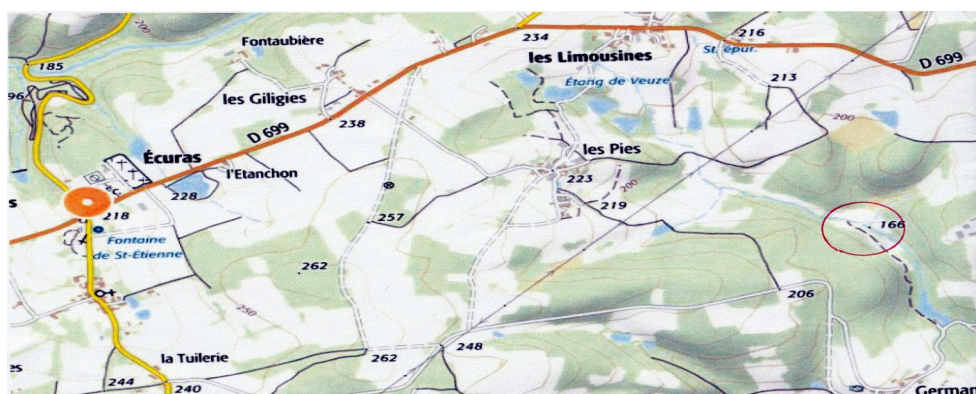 200
185
96
Fontaubière
les Giligies
D 699
238
234
les Limousines
Étang de Veuze
St. épur.
216
213
D 699
200
Écuras
l'Etanchon
228
218
s
Fontaine
de St-Étienne
257
262
250
les Pies
223
219
200
166
206
248
262
la Tuilerie
es
244
240
German